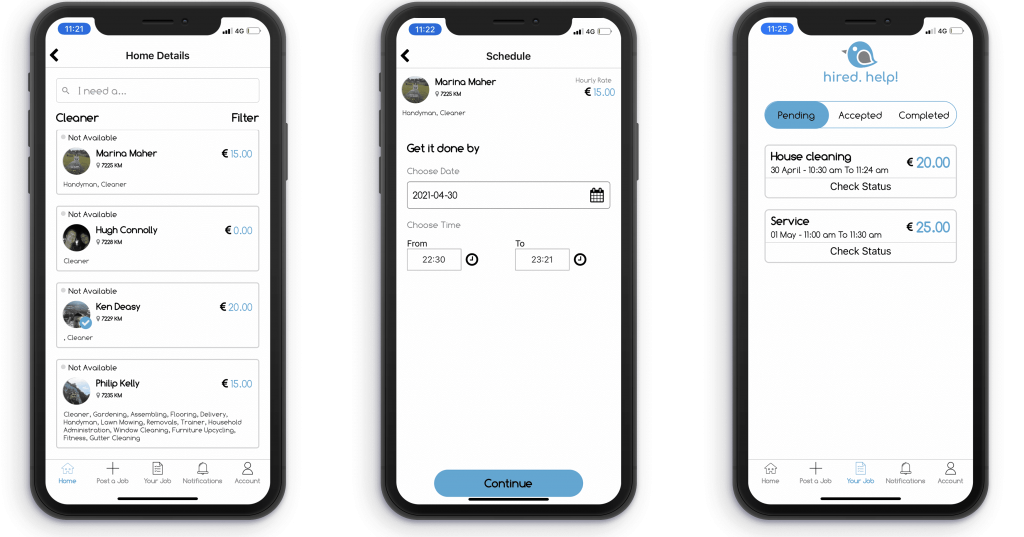 11:21
4G
Home Details
I need a...
Cleaner
Filter
Not Available
Marina Maher
€ 15.00
7225 KM
Handyman, Cleaner
Not Available
Hugh Connolly
€ 0.00
7228 KM
Cleaner
Not Available
Ken Deasy
€ 20.00
7229 KM
, Cleaner
Not Available
Philip Kelly
€ 15.00
7235 KM
Cleaner, Gardening, Assembling, Flooring, Delivery,
Handyman, Lawn Mowing, Removals, Trainer, Household
Administration, Window Cleaning, Furniture Upcycling,
Fitness, Gutter Cleaning
Home
Post a Job
Your Job
Notifications
Account
11:22
4G
Schedule
Marina Maher
Hourly Rate
7225 KM
€ 15.00
Handyman, Cleaner
Get it done by
Choose Date
2021-04-30
Choose Time
From
To
22:30
23:21
Continue
11:25
4G
hired. help!
Pending
Accepted
Completed
House cleaning
€ 20.00
30 April - 10:30 am To 11:24 am
Check Status
Service
€ 25.00
01 May - 11:00 am To 11:30 am
Check Status
Home
Post a Job
Your Job
Notifications
Account